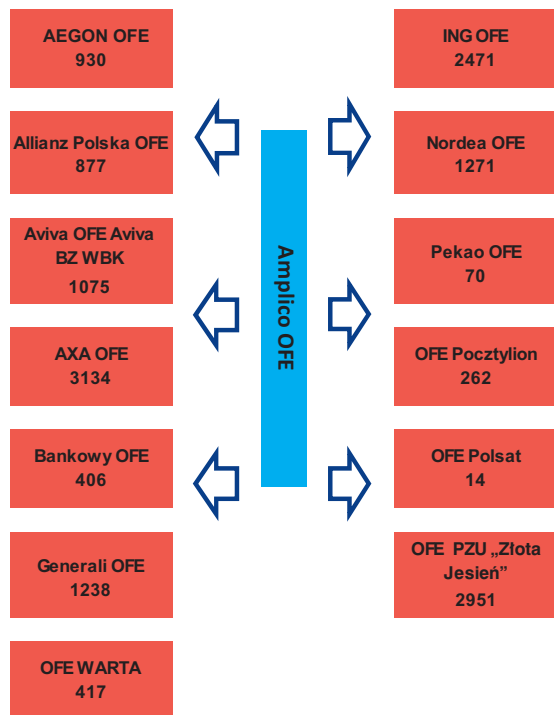 AEGON OFE
930
Allianz Polska OFE
877
Aviva OFE Aviva
BZ WBK
1075
AXA OFE
3134
Bankowy OFE
406
Generali OFE
1238
OFE WARTA
417
Amplico OFE
ING OFE
2471
Nordea OFE
1271
Pekao OFE
70
OFE Pocztylion
262
OFE Polsat
14
OFE PZU „Złota
Jesień”
2951